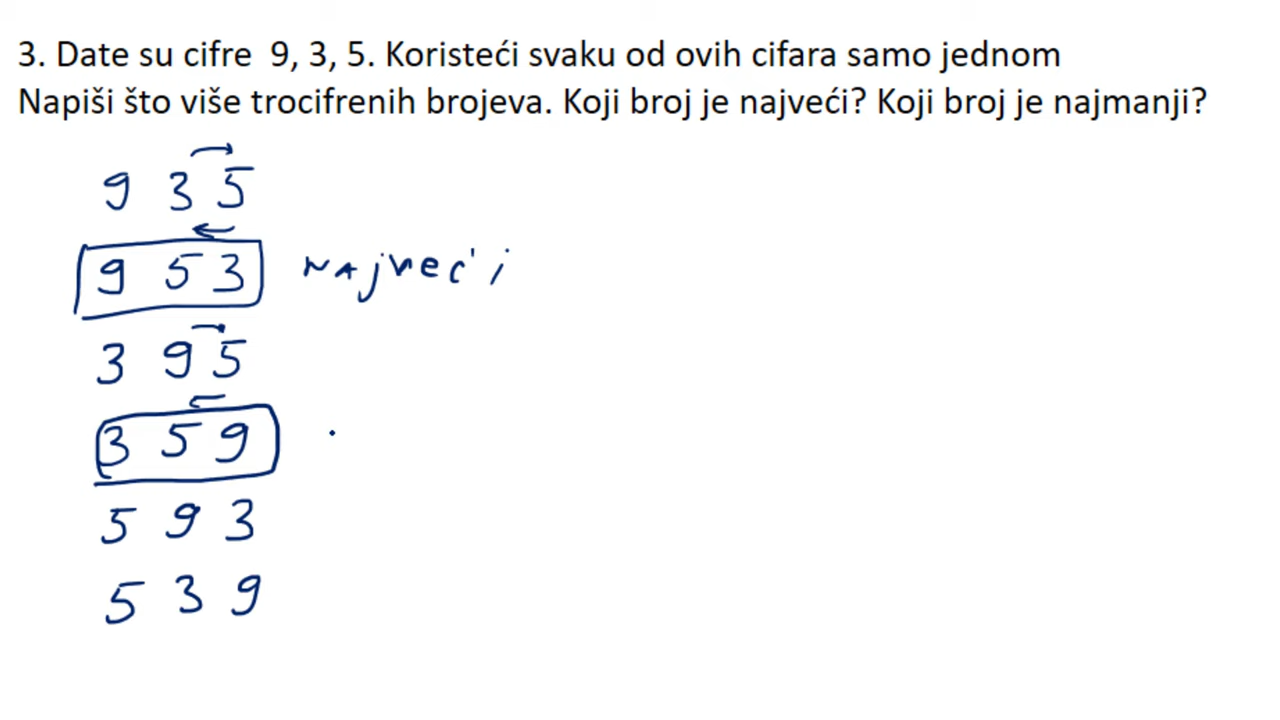 3. Date su cifre 9, 3, 5. Koristeći svaku od ovih cifara samo jednom
Napiši što više trocifrenih brojeva. Koji broj je najveći? Koji broj je najmanji?
9 3 5
9 5 3 NAJVEĆI
3 9 5
3 5 9
5 9 3
5 3 9